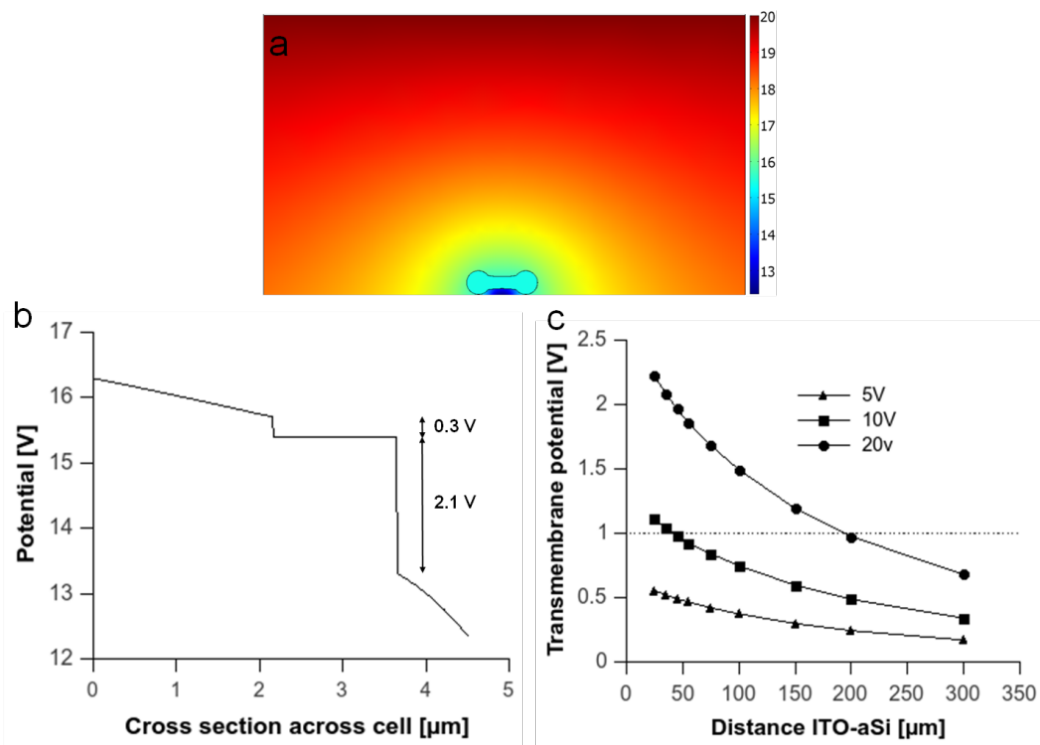 a
20
19
18
17
16
15
14
13
b
17
16
15
14
13
12
0.3 V
2.1 V
0 1 2 3 4 5
Potential [V]
Cross section across cell [µm]
c
2.5
2
1.5
1
0.5
0
5V
10V
20v
0 50 100 150 200 250 300 350
Transmembrane potential [V]
Distance ITO-aSi [µm]